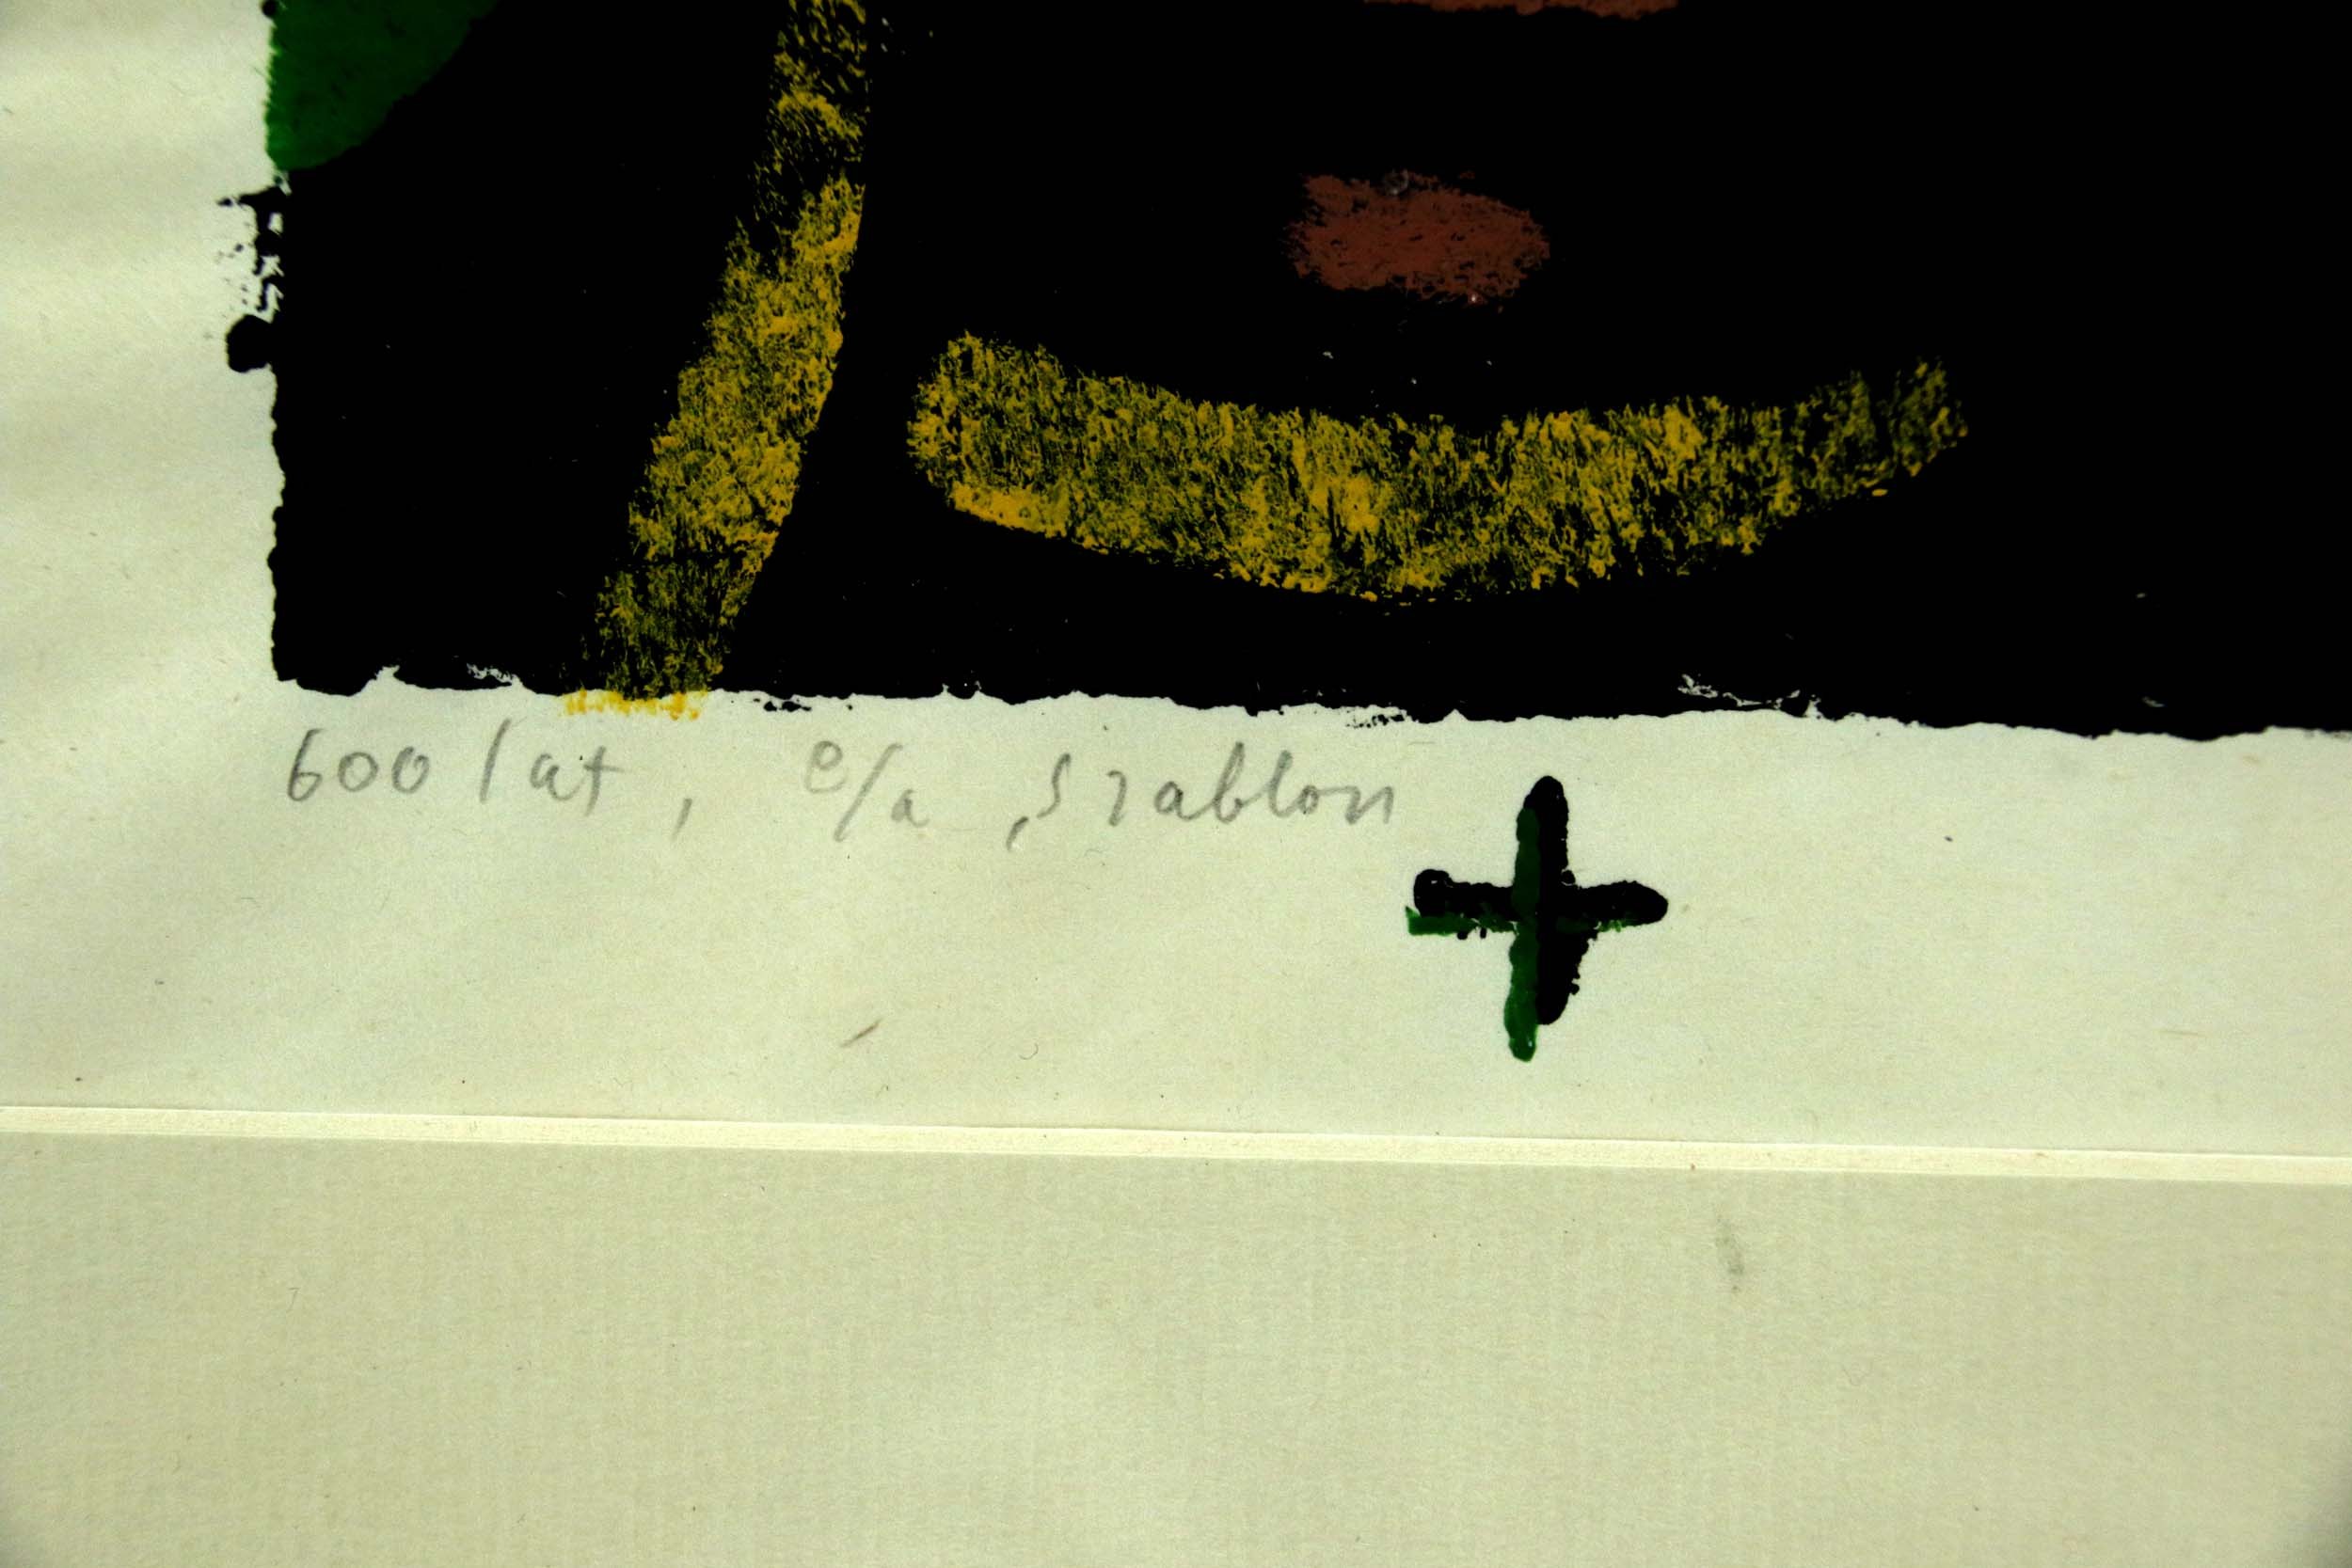 600 lat, e/a, szablon